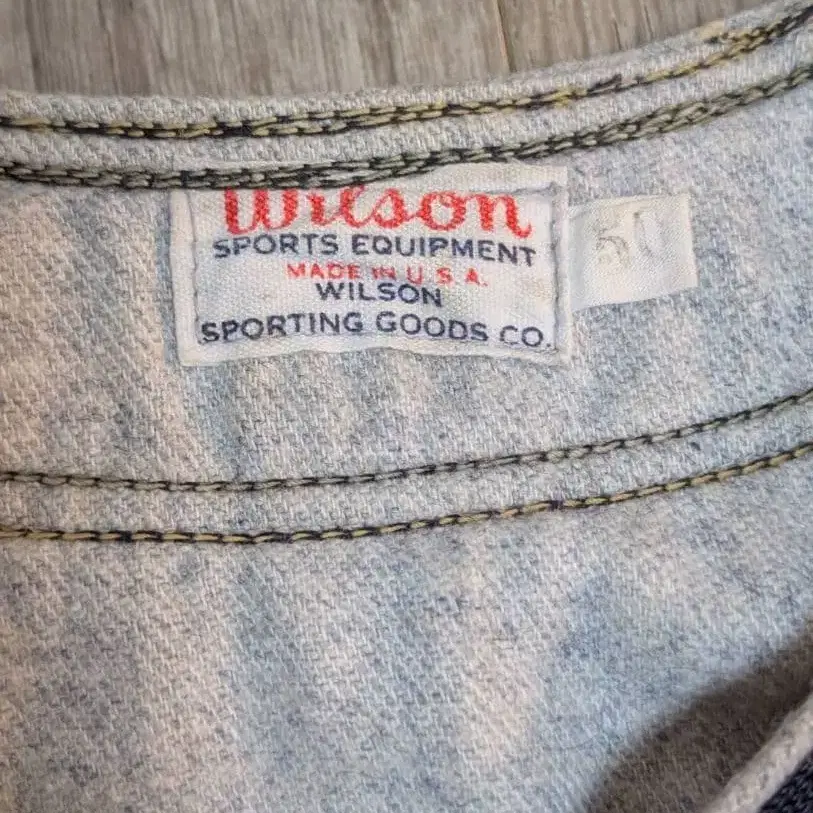 Wilson
SPORTS EQUIPMENT
MADE IN U.S.A.
WILSON
SPORTING GOODS CO.
50